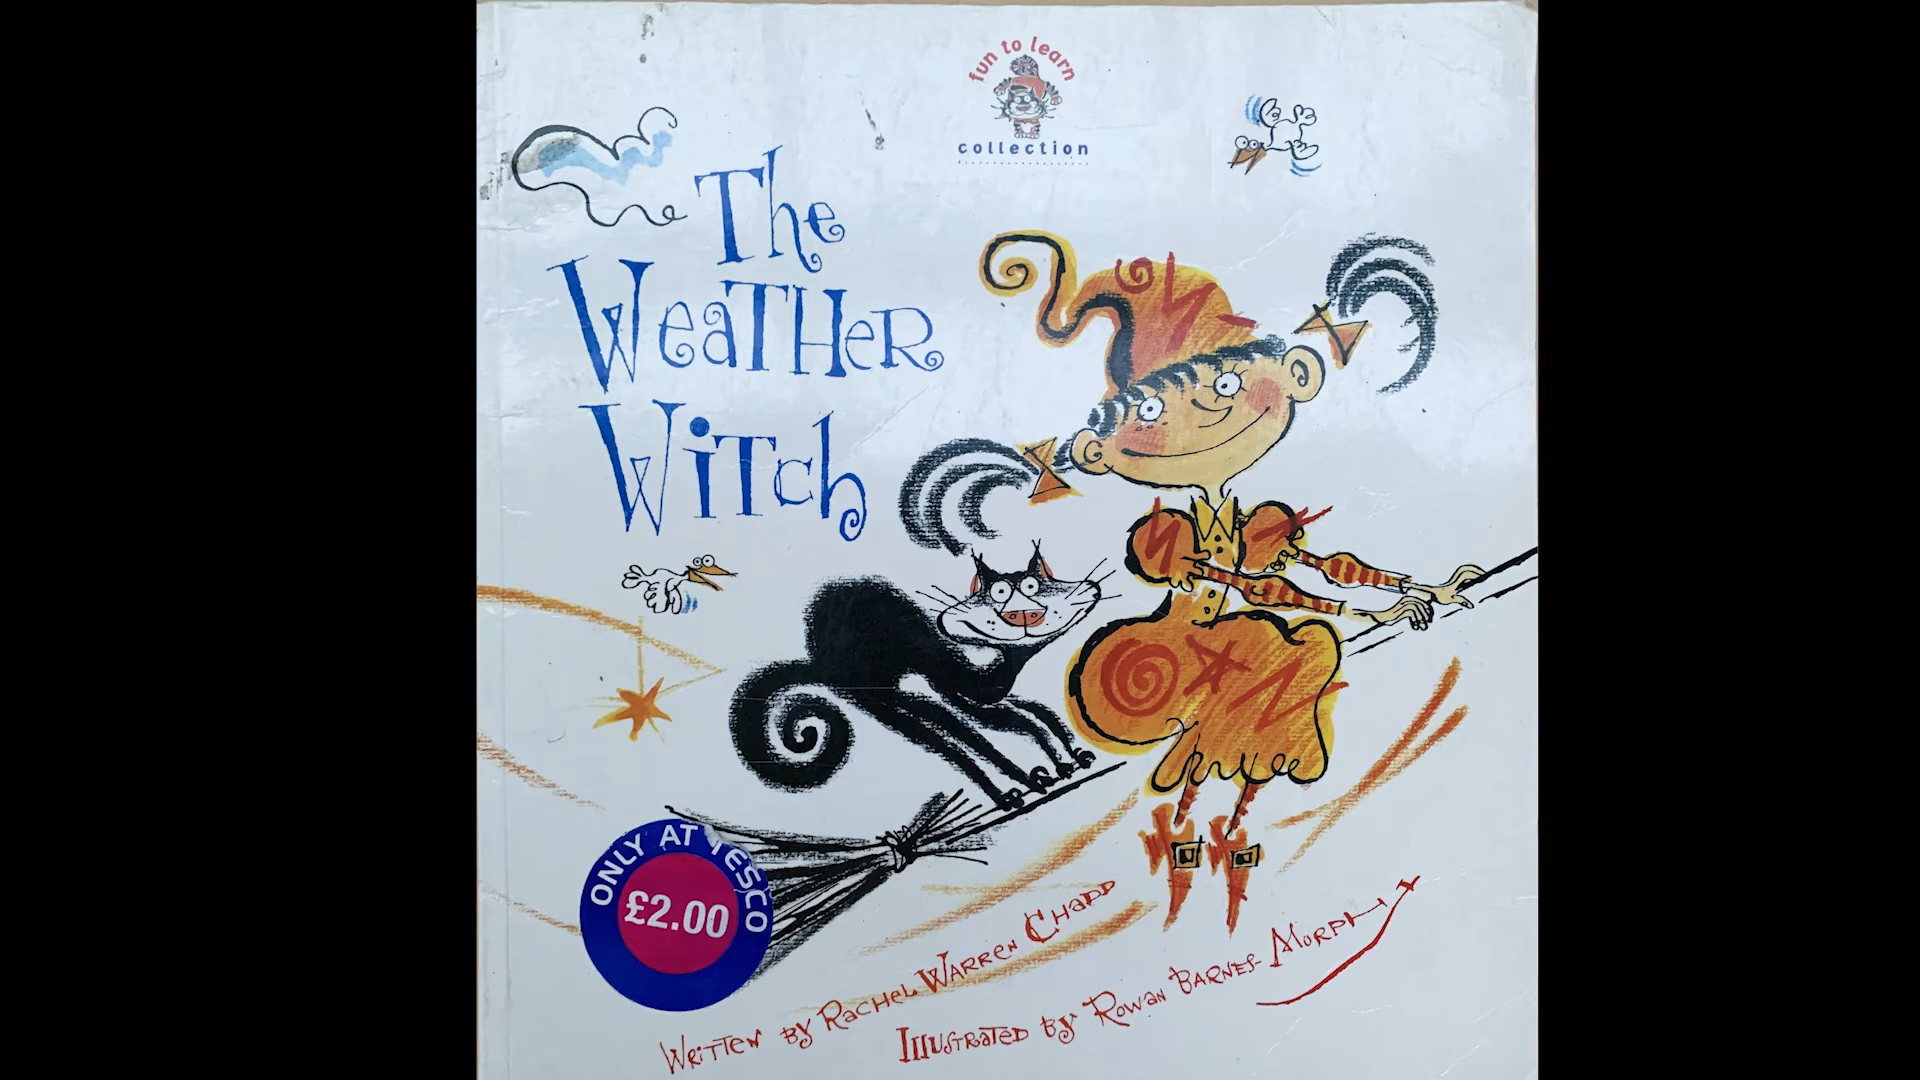 fun to learn
collection
The
Weather
Witch
ONLY AT TESCO
£2.00
Written by Rachel Warren Chadd
Illustrated by Rowan Barnes-Murphy